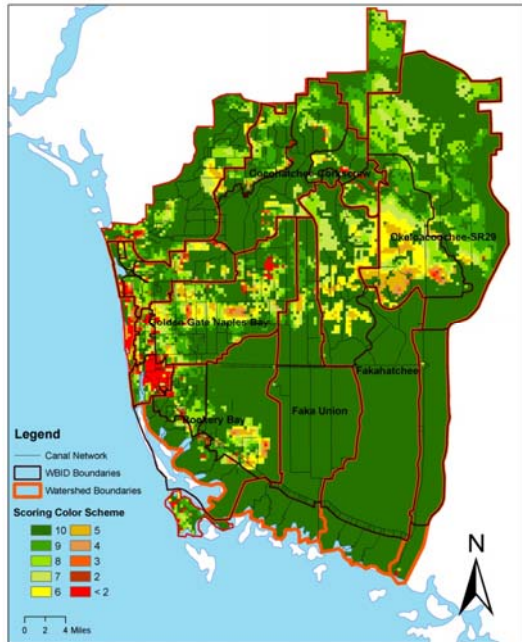 Cocohatchee-Corkscrew
Okaloacoochee-SR29
Golden Gate Naples Bay
Fakahatchee
Faka Union
Rookery Bay
Legend
Canal Network
WBID Boundaries
Watershed Boundaries
Scoring Color Scheme
10 5
9 4
8 3
7 2
6 < 2
0 2 4 Miles
N